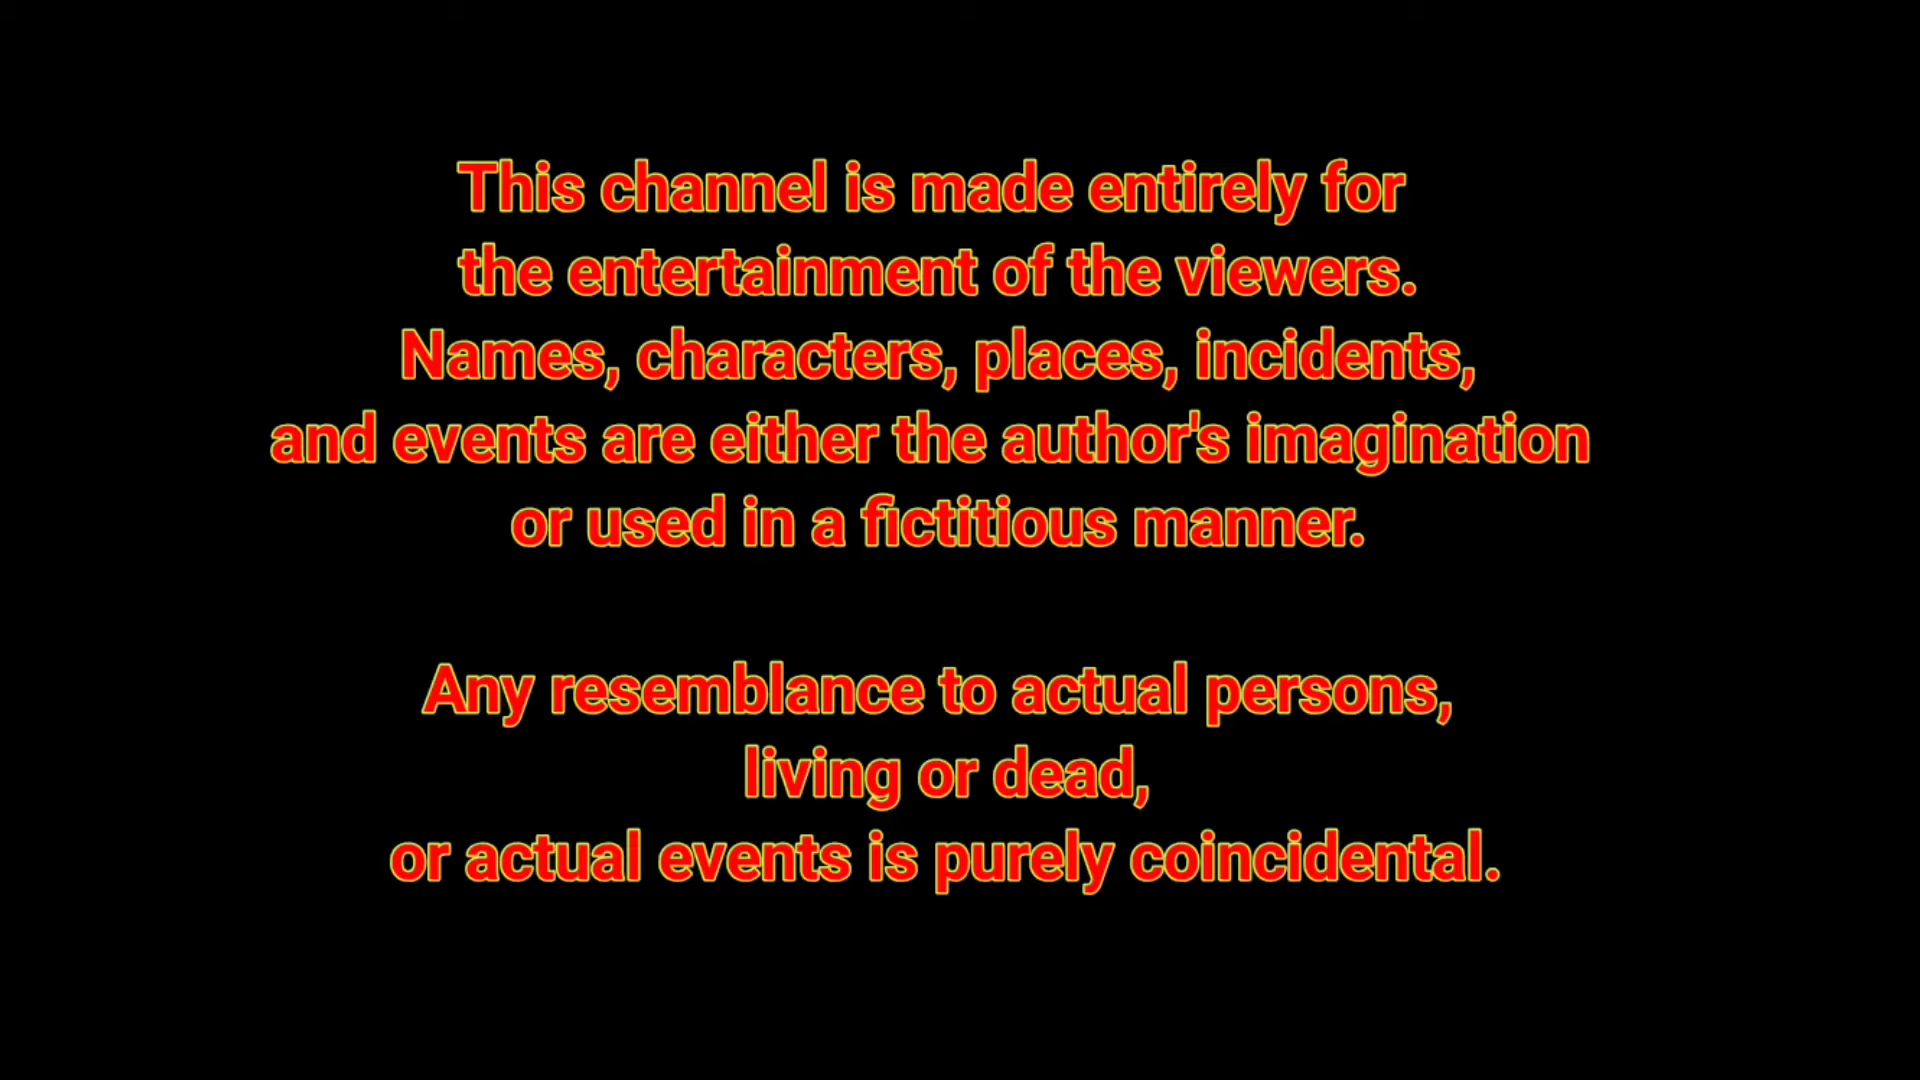 This channel is made entirely for
the entertainment of the viewers.
Names, characters, places, incidents,
and events are either the author's imagination
or used in a fictitious manner.
Any resemblance to actual persons,
living or dead,
or actual events is purely coincidental.